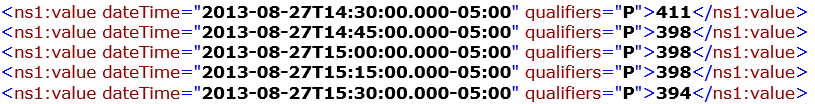 <ns1:value dateTime="2013-08-27T14:30:00.000-05:00" qualifiers="P">411</ns1:value>
<ns1:value dateTime="2013-08-27T14:45:00.000-05:00" qualifiers="P">398</ns1:value>
<ns1:value dateTime="2013-08-27T15:00:00.000-05:00" qualifiers="P">398</ns1:value>
<ns1:value dateTime="2013-08-27T15:15:00.000-05:00" qualifiers="P">398</ns1:value>
<ns1:value dateTime="2013-08-27T15:30:00.000-05:00" qualifiers="P">394</ns1:value>